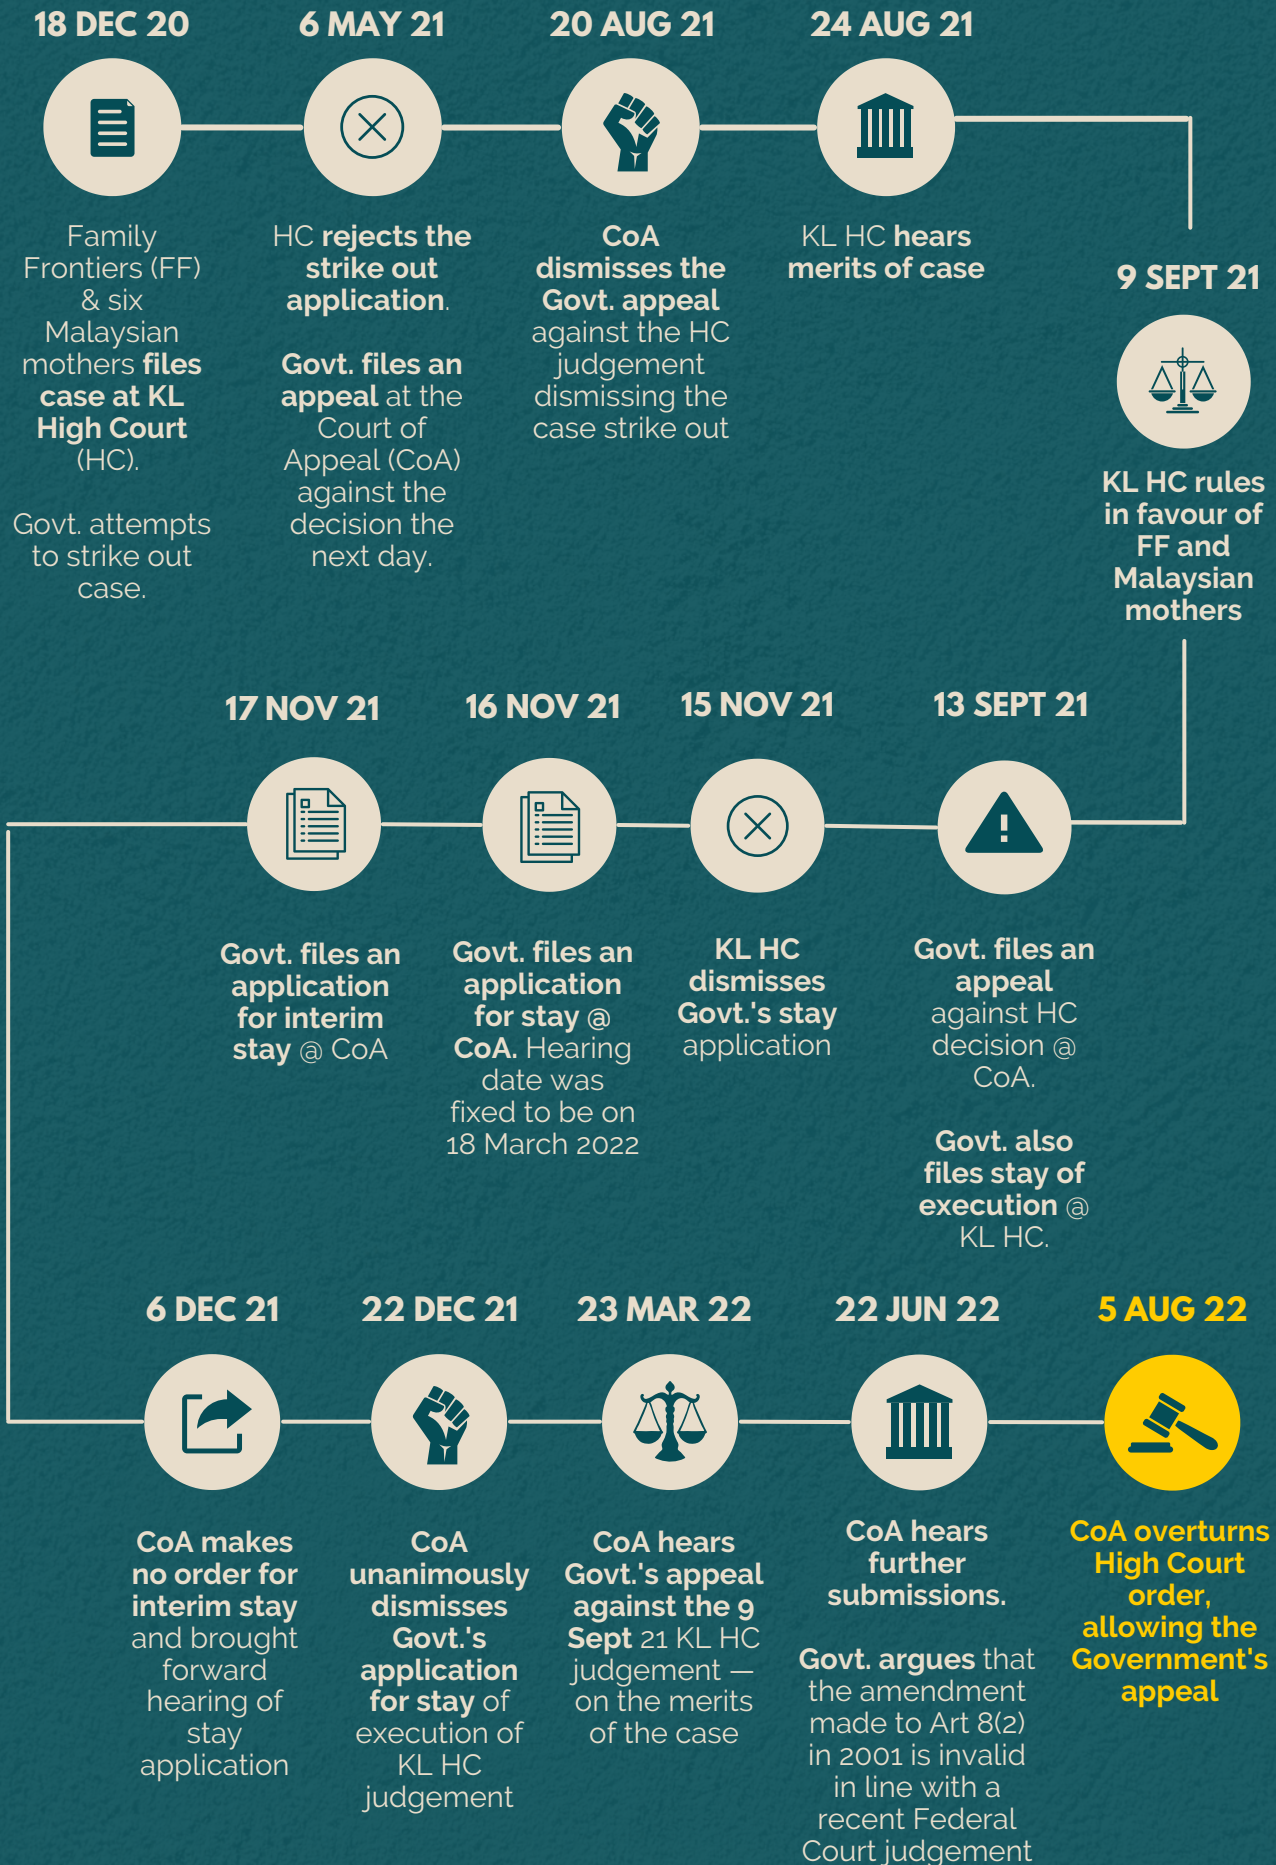 18 DEC 20
Family
Frontiers (FF)
& six
Malaysian
mothers files
case at KL
High Court
(HC).
Govt. attempts
to strike out
case.
6 MAY 21
HC rejects the
strike out
application.
Govt. files an
appeal at the
Court of
Appeal (CoA)
against the
decision the
next day.
20 AUG 21
CoA
dismisses the
Govt. appeal
against the HC
judgement
dismissing the
case strike out
24 AUG 21
KL HC hears
merits of case
9 SEPT 21
KL HC rules
in favour of
FF and
Malaysian
mothers
13 SEPT 21
Govt. files an
appeal
against HC
decision @
CoA.
Govt. also
files stay of
execution @
KL HC.
15 NOV 21
KL HC
dismisses
Govt.'s stay
application
16 NOV 21
Govt. files an
application
for stay @
CoA. Hearing
date was
fixed to be on
18 March 2022
17 NOV 21
Govt. files an
application
for interim
stay @ CoA
6 DEC 21
CoA makes
no order for
interim stay
and brought
forward
hearing of
stay
application
22 DEC 21
CoA
unanimously
dismisses
Govt.'s
application
for stay of
execution of
KL HC
judgement
23 MAR 22
CoA hears
Govt.'s appeal
against the 9
Sept 21 KL HC
judgement —
on the merits
of the case
22 JUN 22
CoA hears
further
submissions.
Govt. argues that
the amendment
made to Art 8(2)
in 2001 is invalid
in line with a
recent Federal
Court judgement
5 AUG 22
CoA overturns
High Court
order,
allowing the
Government's
appeal